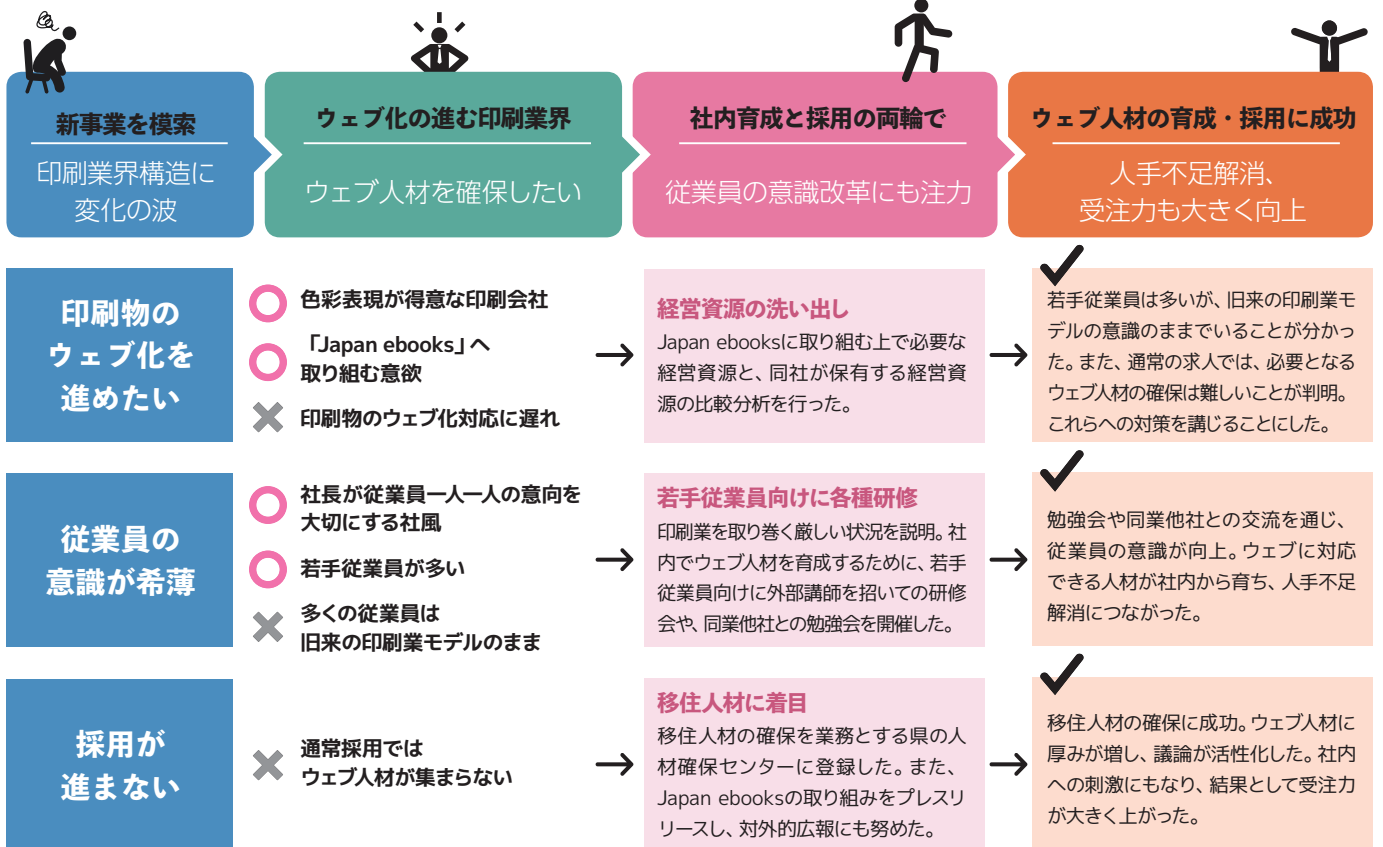 新事業を模索
印刷業界構造に
変化の波
ウェブ化の進む印刷業界
ウェブ人材を確保したい
社内育成と採用の両輪で
従業員の意識改革にも注力
ウェブ人材の育成・採用に成功
人手不足解消、
受注力も大きく向上
印刷物の
ウェブ化を
進めたい
色彩表現が得意な印刷会社
「Japan ebooks」へ
取り組む意欲
印刷物のウェブ化対応に遅れ
経営資源の洗い出し
Japan ebooksに取り組む上で必要な
経営資源と、同社が保有する経営資
源の比較分析を行った。
若手従業員は多いが、旧来の印刷業モ
デルの意識のままでいることが分かっ
た。また、通常の求人では、必要となる
ウェブ人材の確保は難しいことが判明。
これらへの対策を講じることにした。
従業員の
意識が希薄
社長が従業員一人一人の意向を
大切にする社風
若手従業員が多い
多くの従業員は
旧来の印刷業モデルのまま
若手従業員向けに各種研修
印刷業を取り巻く厳しい状況を説明。社
内でウェブ人材を育成するために、若手
従業員向けに外部講師を招いての研修
会や、同業他社との勉強会を開催した。
勉強会や同業他社との交流を通じ、
従業員の意識が向上。ウェブに対応
できる人材が社内から育ち、人手不足
解消につながった。
採用が
進まない
通常採用では
ウェブ人材が集まらない
移住人材に着目
移住人材の確保を業務とする県の人
材確保センターに登録した。また、
Japan ebooksの取り組みをプレスリ
リースし、対外的広報にも努めた。
移住人材の確保に成功。ウェブ人材に
厚みが増し、議論が活性化した。社内
への刺激にもなり、結果として受注力
が大きく上がった。